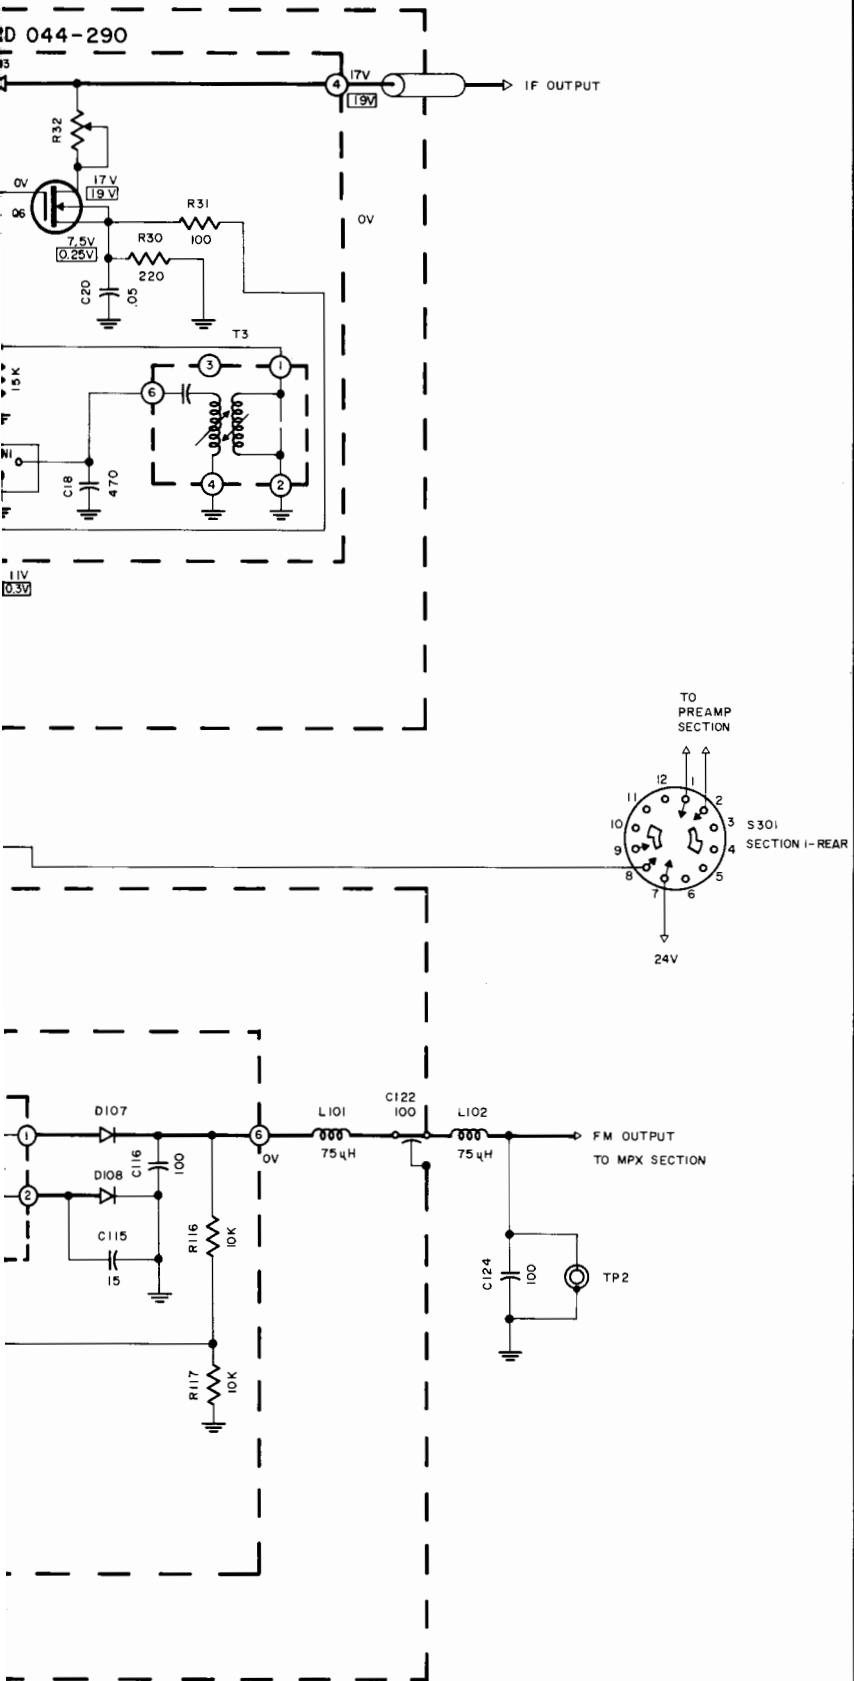 RD 044-290
17V
4
19V
IF OUTPUT
R32
0V
17V
19V
Q6
R31
100
0V
7.5V
0.25V
R30
220
C20
.05
T3
15K
3
1
6
C18
470
4
2
11V
0.3V
TO
PREAMP
SECTION
12
1
11
2
10
3
S301
9
4
SECTION 1-REAR
8
5
7
6
24V
D107
1
C116
100
6
0V
L101
75µH
C122
100
L102
75µH
FM OUTPUT
TO MPX SECTION
D108
2
C115
15
R116
10K
C124
100
TP2
R117
10K